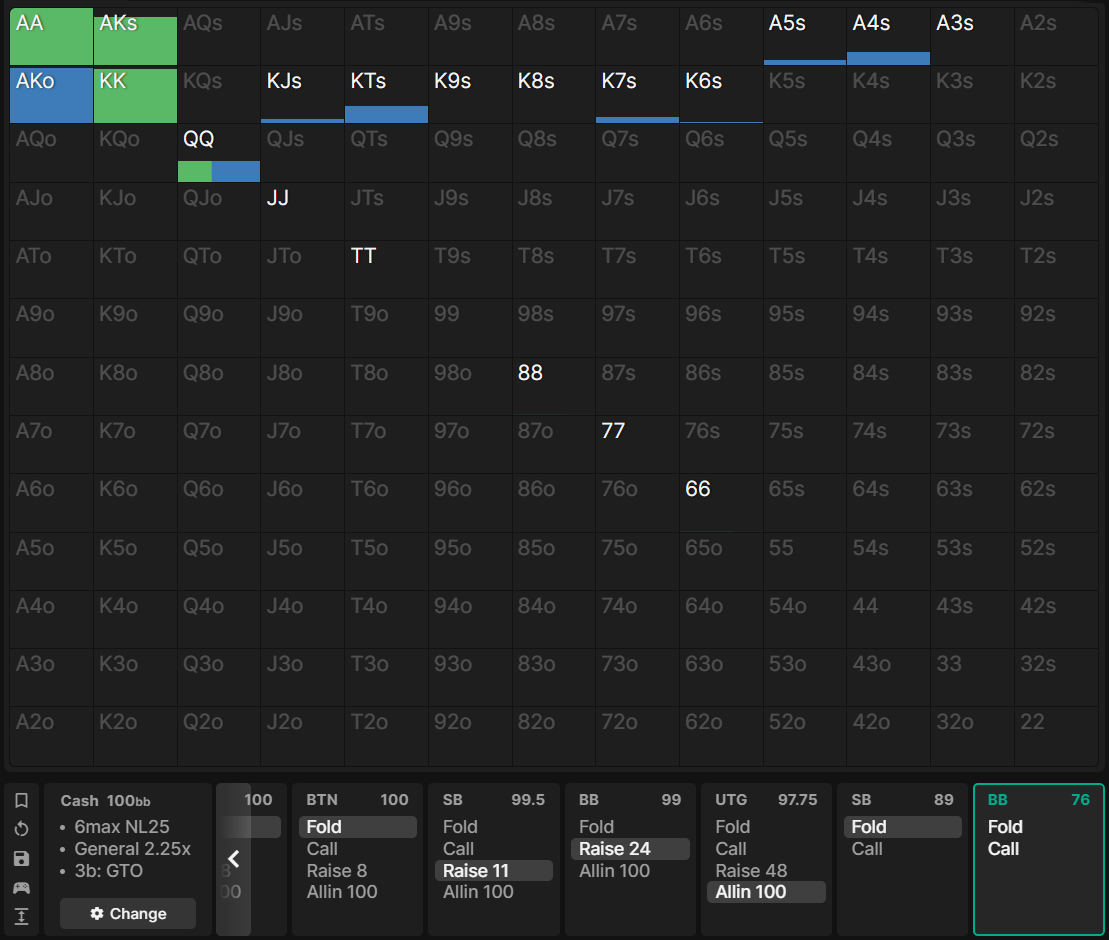 AA AKs AQs AJs ATs A9s A8s A7s A6s A5s A4s A3s A2s
AKo KK KQs KJs KTs K9s K8s K7s K6s K5s K4s K3s K2s
AQo KQo QQ QJs QTs Q9s Q8s Q7s Q6s Q5s Q4s Q3s Q2s
AJo KJo QJo JJ JTs J9s J8s J7s J6s J5s J4s J3s J2s
ATo KTo QTo JTo TT T9s T8s T7s T6s T5s T4s T3s T2s
A9o K9o Q9o J9o T9o 99 98s 97s 96s 95s 94s 93s 92s
A8o K8o Q8o J8o T8o 98o 88 87s 86s 85s 84s 83s 82s
A7o K7o Q7o J7o T7o 97o 87o 77 76s 75s 74s 73s 72s
A6o K6o Q6o J6o T6o 96o 86o 76o 66 65s 64s 63s 62s
A5o K5o Q5o J5o T5o 95o 85o 75o 65o 55 54s 53s 52s
A4o K4o Q4o J4o T4o 94o 84o 74o 64o 54o 44 43s 42s
A3o K3o Q3o J3o T3o 93o 83o 73o 63o 53o 43o 33 32s
A2o K2o Q2o J2o T2o 92o 82o 72o 62o 52o 42o 32o 22
Cash 100bb
• 6max NL25
• General 2.25x
• 3b: GTO
Change
100
8
00
BTN 100
Fold
Call
Raise 8
Allin 100
SB 99.5
Fold
Call
Raise 11
Allin 100
BB 99
Fold
Raise 24
Allin 100
UTG 97.75
Fold
Call
Raise 48
Allin 100
SB 89
Fold
Call
BB 76
Fold
Call